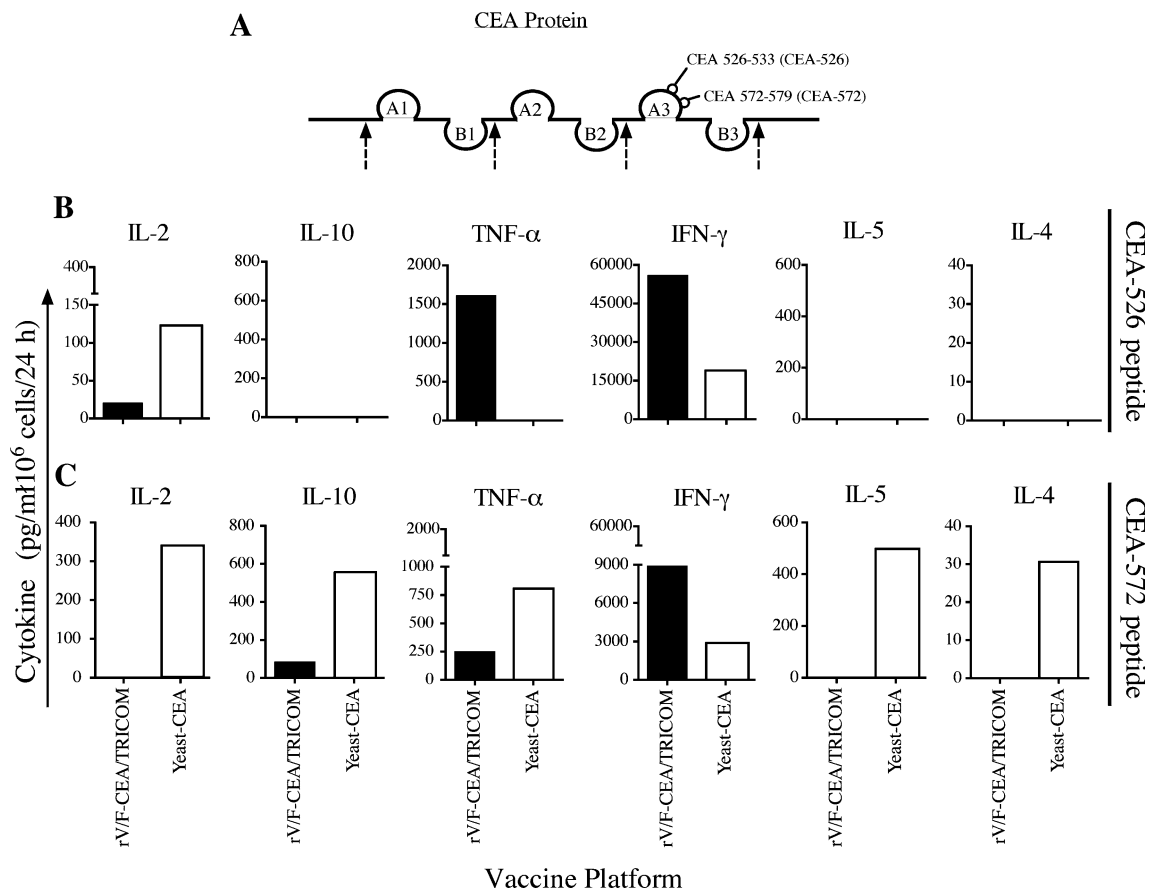 A
CEA Protein
CEA 526-533 (CEA-526)
CEA 572-579 (CEA-572)
A1
A2
A3
B1
B2
B3
B
IL-2
IL-10
TNF-α
IFN-γ
IL-5
IL-4
400
150
100
50
0
800
600
400
200
0
2000
1500
1000
500
0
60000
45000
30000
15000
0
600
400
200
0
40
30
20
10
0
CEA-526 peptide
Cytokine (pg/ml·10⁶ cells/24 h)
C
IL-2
IL-10
TNF-α
IFN-γ
IL-5
IL-4
400
300
200
100
0
800
600
400
200
0
2000
1000
750
500
250
0
60000
9000
6000
3000
0
600
400
200
0
40
30
20
10
0
CEA-572 peptide
rV/F-CEA/TRICOM
Yeast-CEA
rV/F-CEA/TRICOM
Yeast-CEA
rV/F-CEA/TRICOM
Yeast-CEA
rV/F-CEA/TRICOM
Yeast-CEA
rV/F-CEA/TRICOM
Yeast-CEA
rV/F-CEA/TRICOM
Yeast-CEA
Vaccine Platform